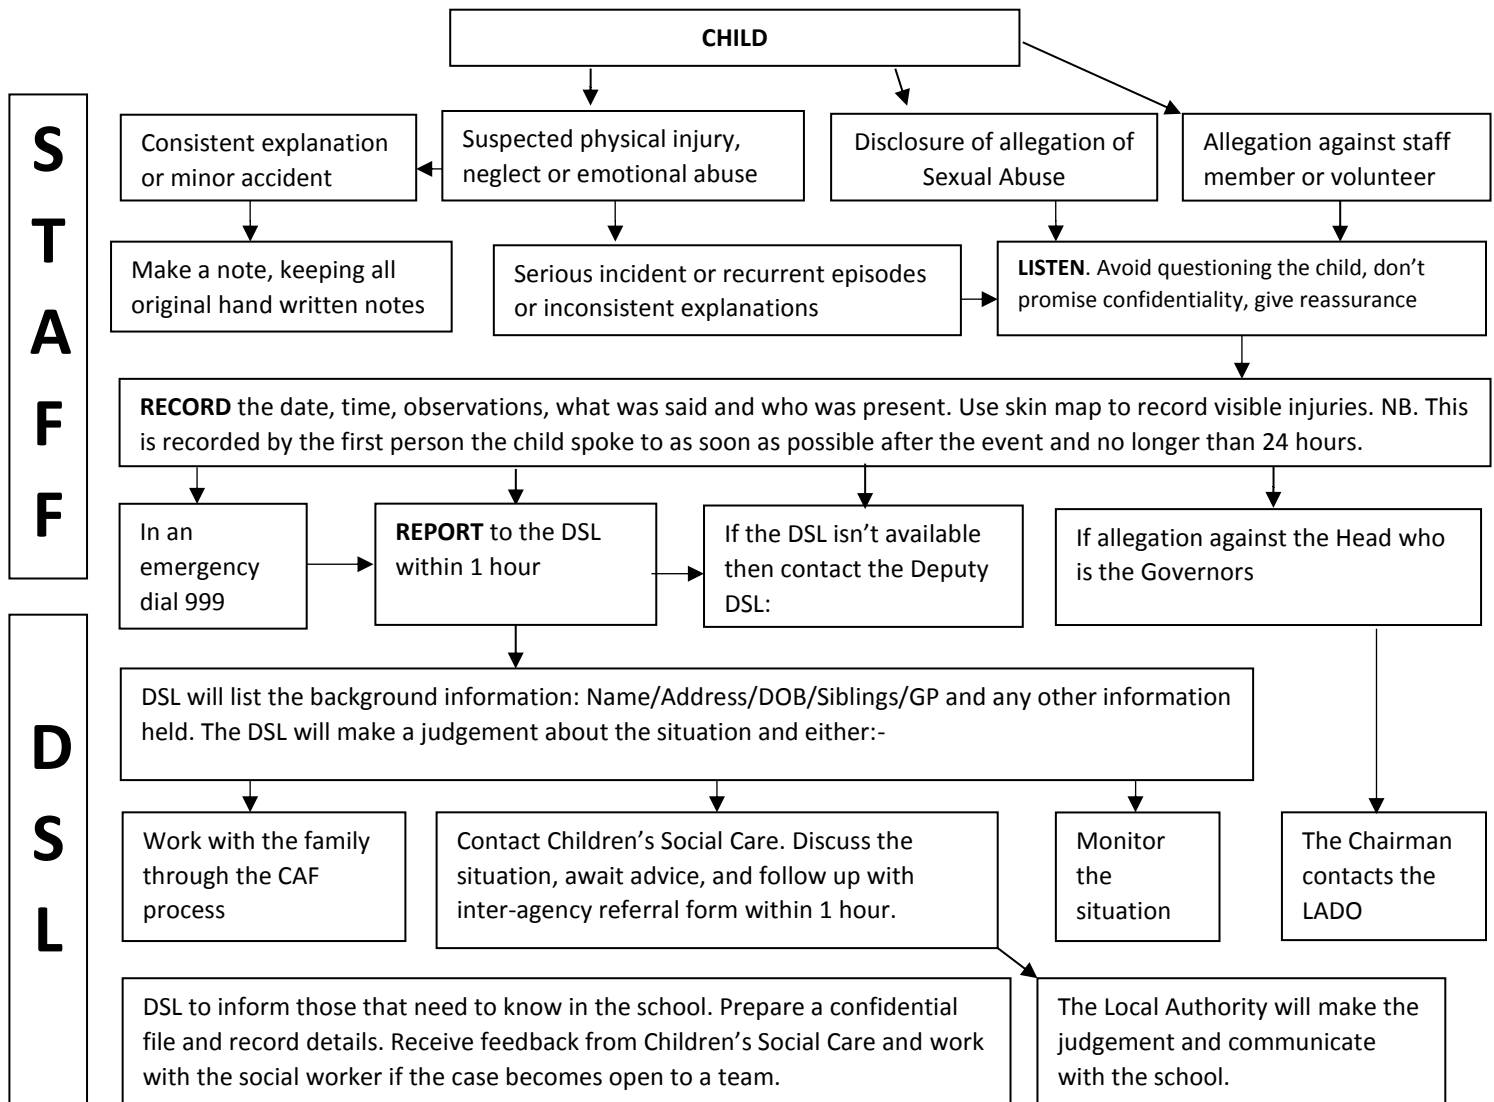 CHILD
S
T
A
F
F
Consistent explanation
or minor accident
Suspected physical injury,
neglect or emotional abuse
Disclosure of allegation of
Sexual Abuse
Allegation against staff
member or volunteer
Make a note, keeping all
original hand written notes
Serious incident or recurrent episodes
or inconsistent explanations
LISTEN. Avoid questioning the child, don’t
promise confidentiality, give reassurance
RECORD the date, time, observations, what was said and who was present. Use skin map to record visible injuries. NB. This
is recorded by the first person the child spoke to as soon as possible after the event and no longer than 24 hours.
In an
emergency
dial 999
REPORT to the DSL
within 1 hour
If the DSL isn’t available
then contact the Deputy
DSL:
If allegation against the Head who
is the Governors
D
S
L
DSL will list the background information: Name/Address/DOB/Siblings/GP and any other information
held. The DSL will make a judgement about the situation and either:-
Work with the family
through the CAF
process
Contact Children’s Social Care. Discuss the
situation, await advice, and follow up with
inter-agency referral form within 1 hour.
Monitor
the
situation
The Chairman
contacts the
LADO
DSL to inform those that need to know in the school. Prepare a confidential
file and record details. Receive feedback from Children’s Social Care and work
with the social worker if the case becomes open to a team.
The Local Authority will make the
judgement and communicate
with the school.